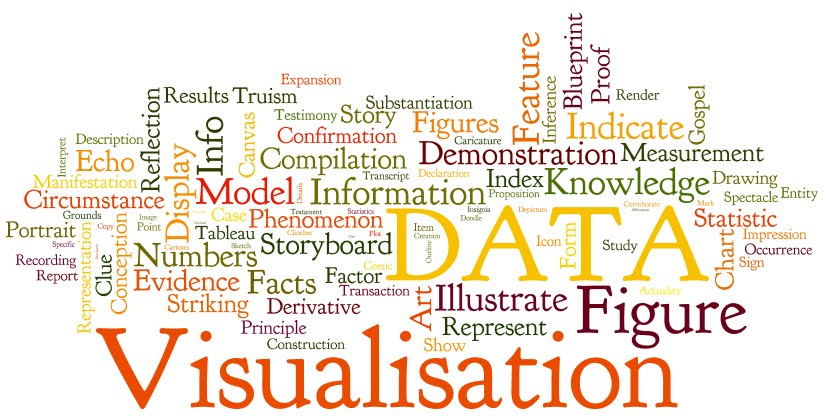 Expansion
Results
Truism
Substantiation
Feature
Blueprint
Proof
Render
Inference
Gospel
Reflection
Info
Canvas
Testimony
Story
Figures
Indicate
Interpret
Description
Confirmation
Caricature
Echo
Display
Compilation
Demonstration
Measurement
Manifestation
Transcript
Declaration
Index
Knowledge
Drawing
Circumstance
Model
Details
Information
Proposition
Spectacle
Entity
Grounds
Copy
Image
Point
Case
Phenomenon
Testament
Statistics
Insignia
Doodle
Depiction
Corroborate
Mark
Statistic
Portrait
Specific
Representation
Conception
Tableau
Plot
DATA
Item
Creation
Outline
Impression
Recording
Report
Clue
Cartoon
Sketch
Numbers
Storyboard
Icon
Form
Study
Chart
Occurrence
Sign
Evidence
Facts
Factor
Comic
Transaction
Actuality
Striking
Derivative
Art
Illustrate
Figure
Principle
Represent
Construction
Show
Visualisation